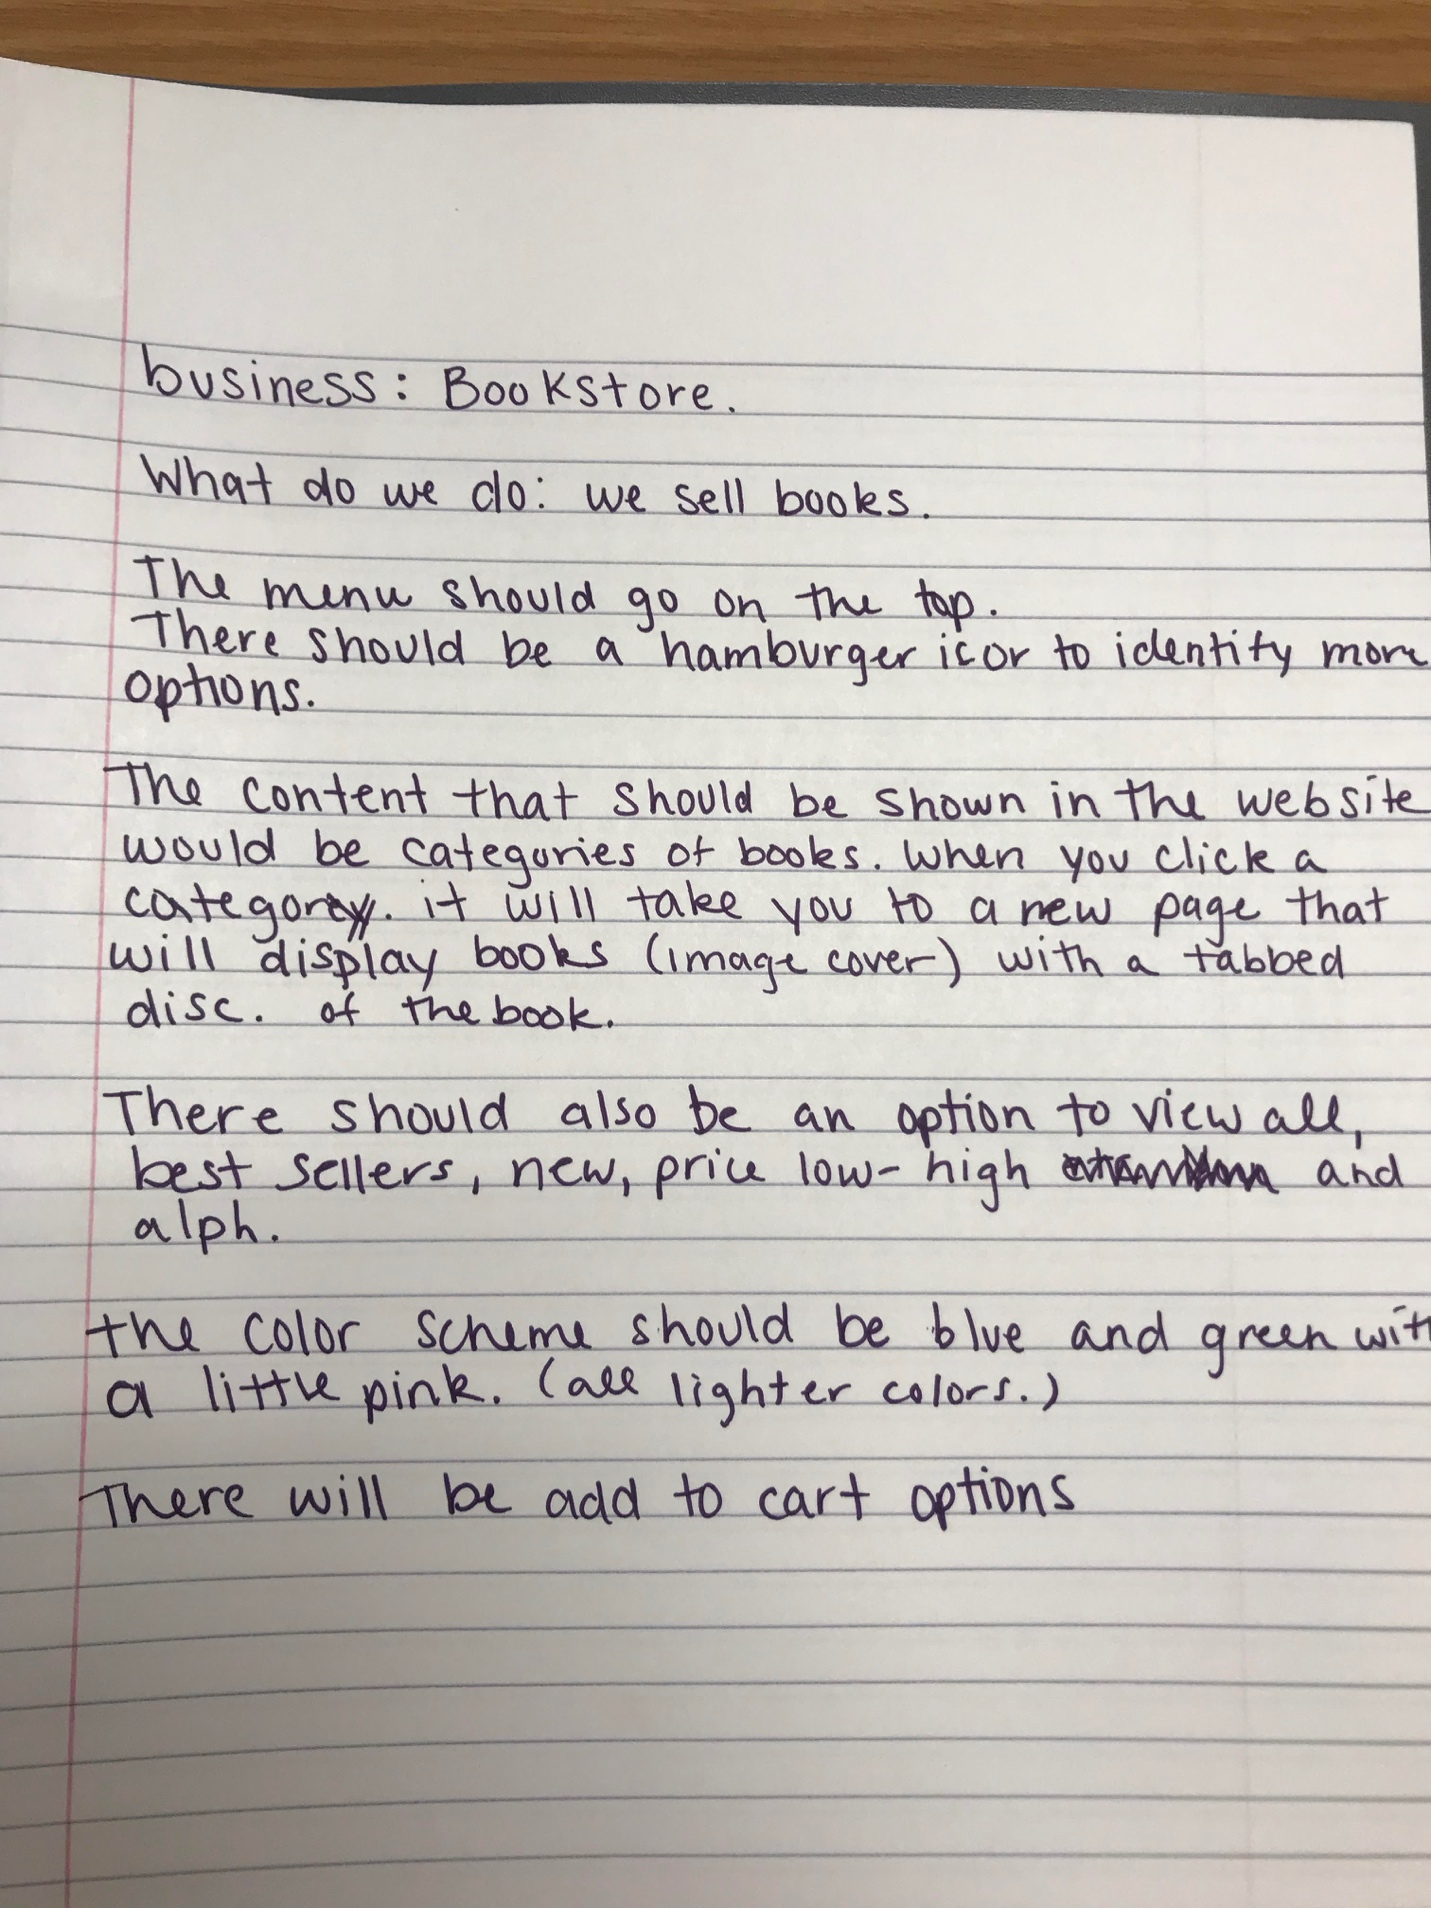 business: Bookstore.
What do we do: we sell books.
The menu should go on the top.
There should be a hamburger icor to identity more
options.
The content that should be shown in the website
would be categories of books. When you click a
category. it will take you to a new page that
will display books (image cover) with a tabbed
disc. of the book.
There should also be an option to view all,
best sellers, new, price low-high and
alph.
the color scheme should be blue and green with
a little pink. (all lighter colors.)
There will be add to cart options